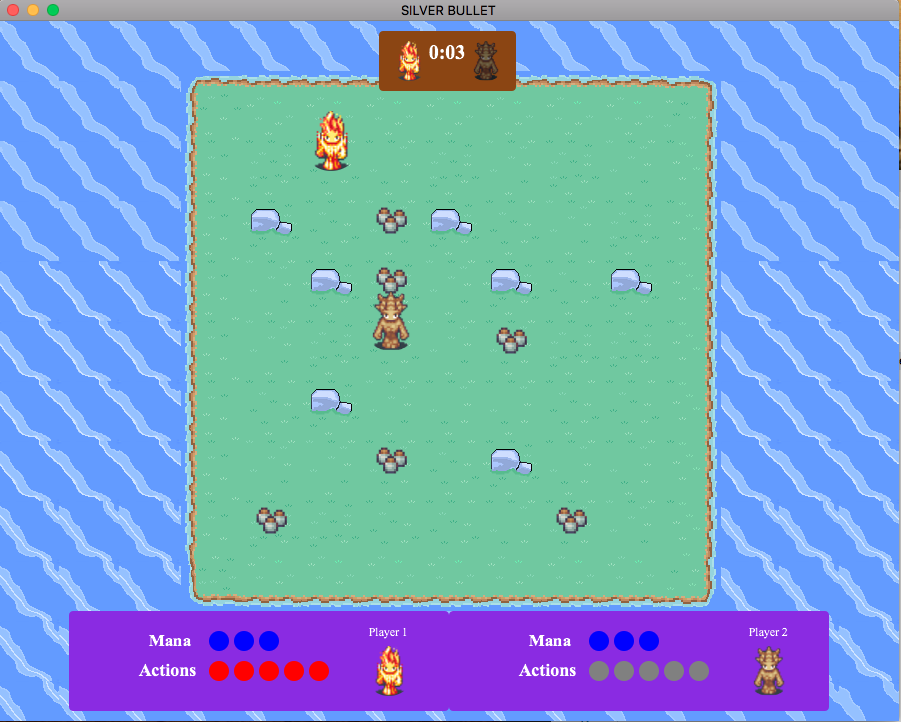 SILVER BULLET
0:03
Player 1
Mana
Actions
Player 2
Mana
Actions